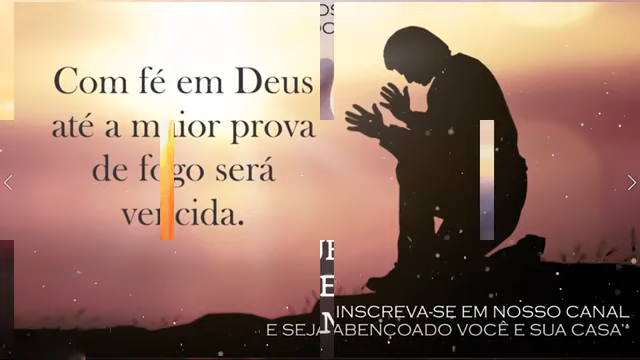 Com fé em Deus
até a maior prova
de fogo será
vencida.
INSCREVA-SE EM NOSSO CANAL
E SEJA ABENÇOADO VOCÊ E SUA CASA"